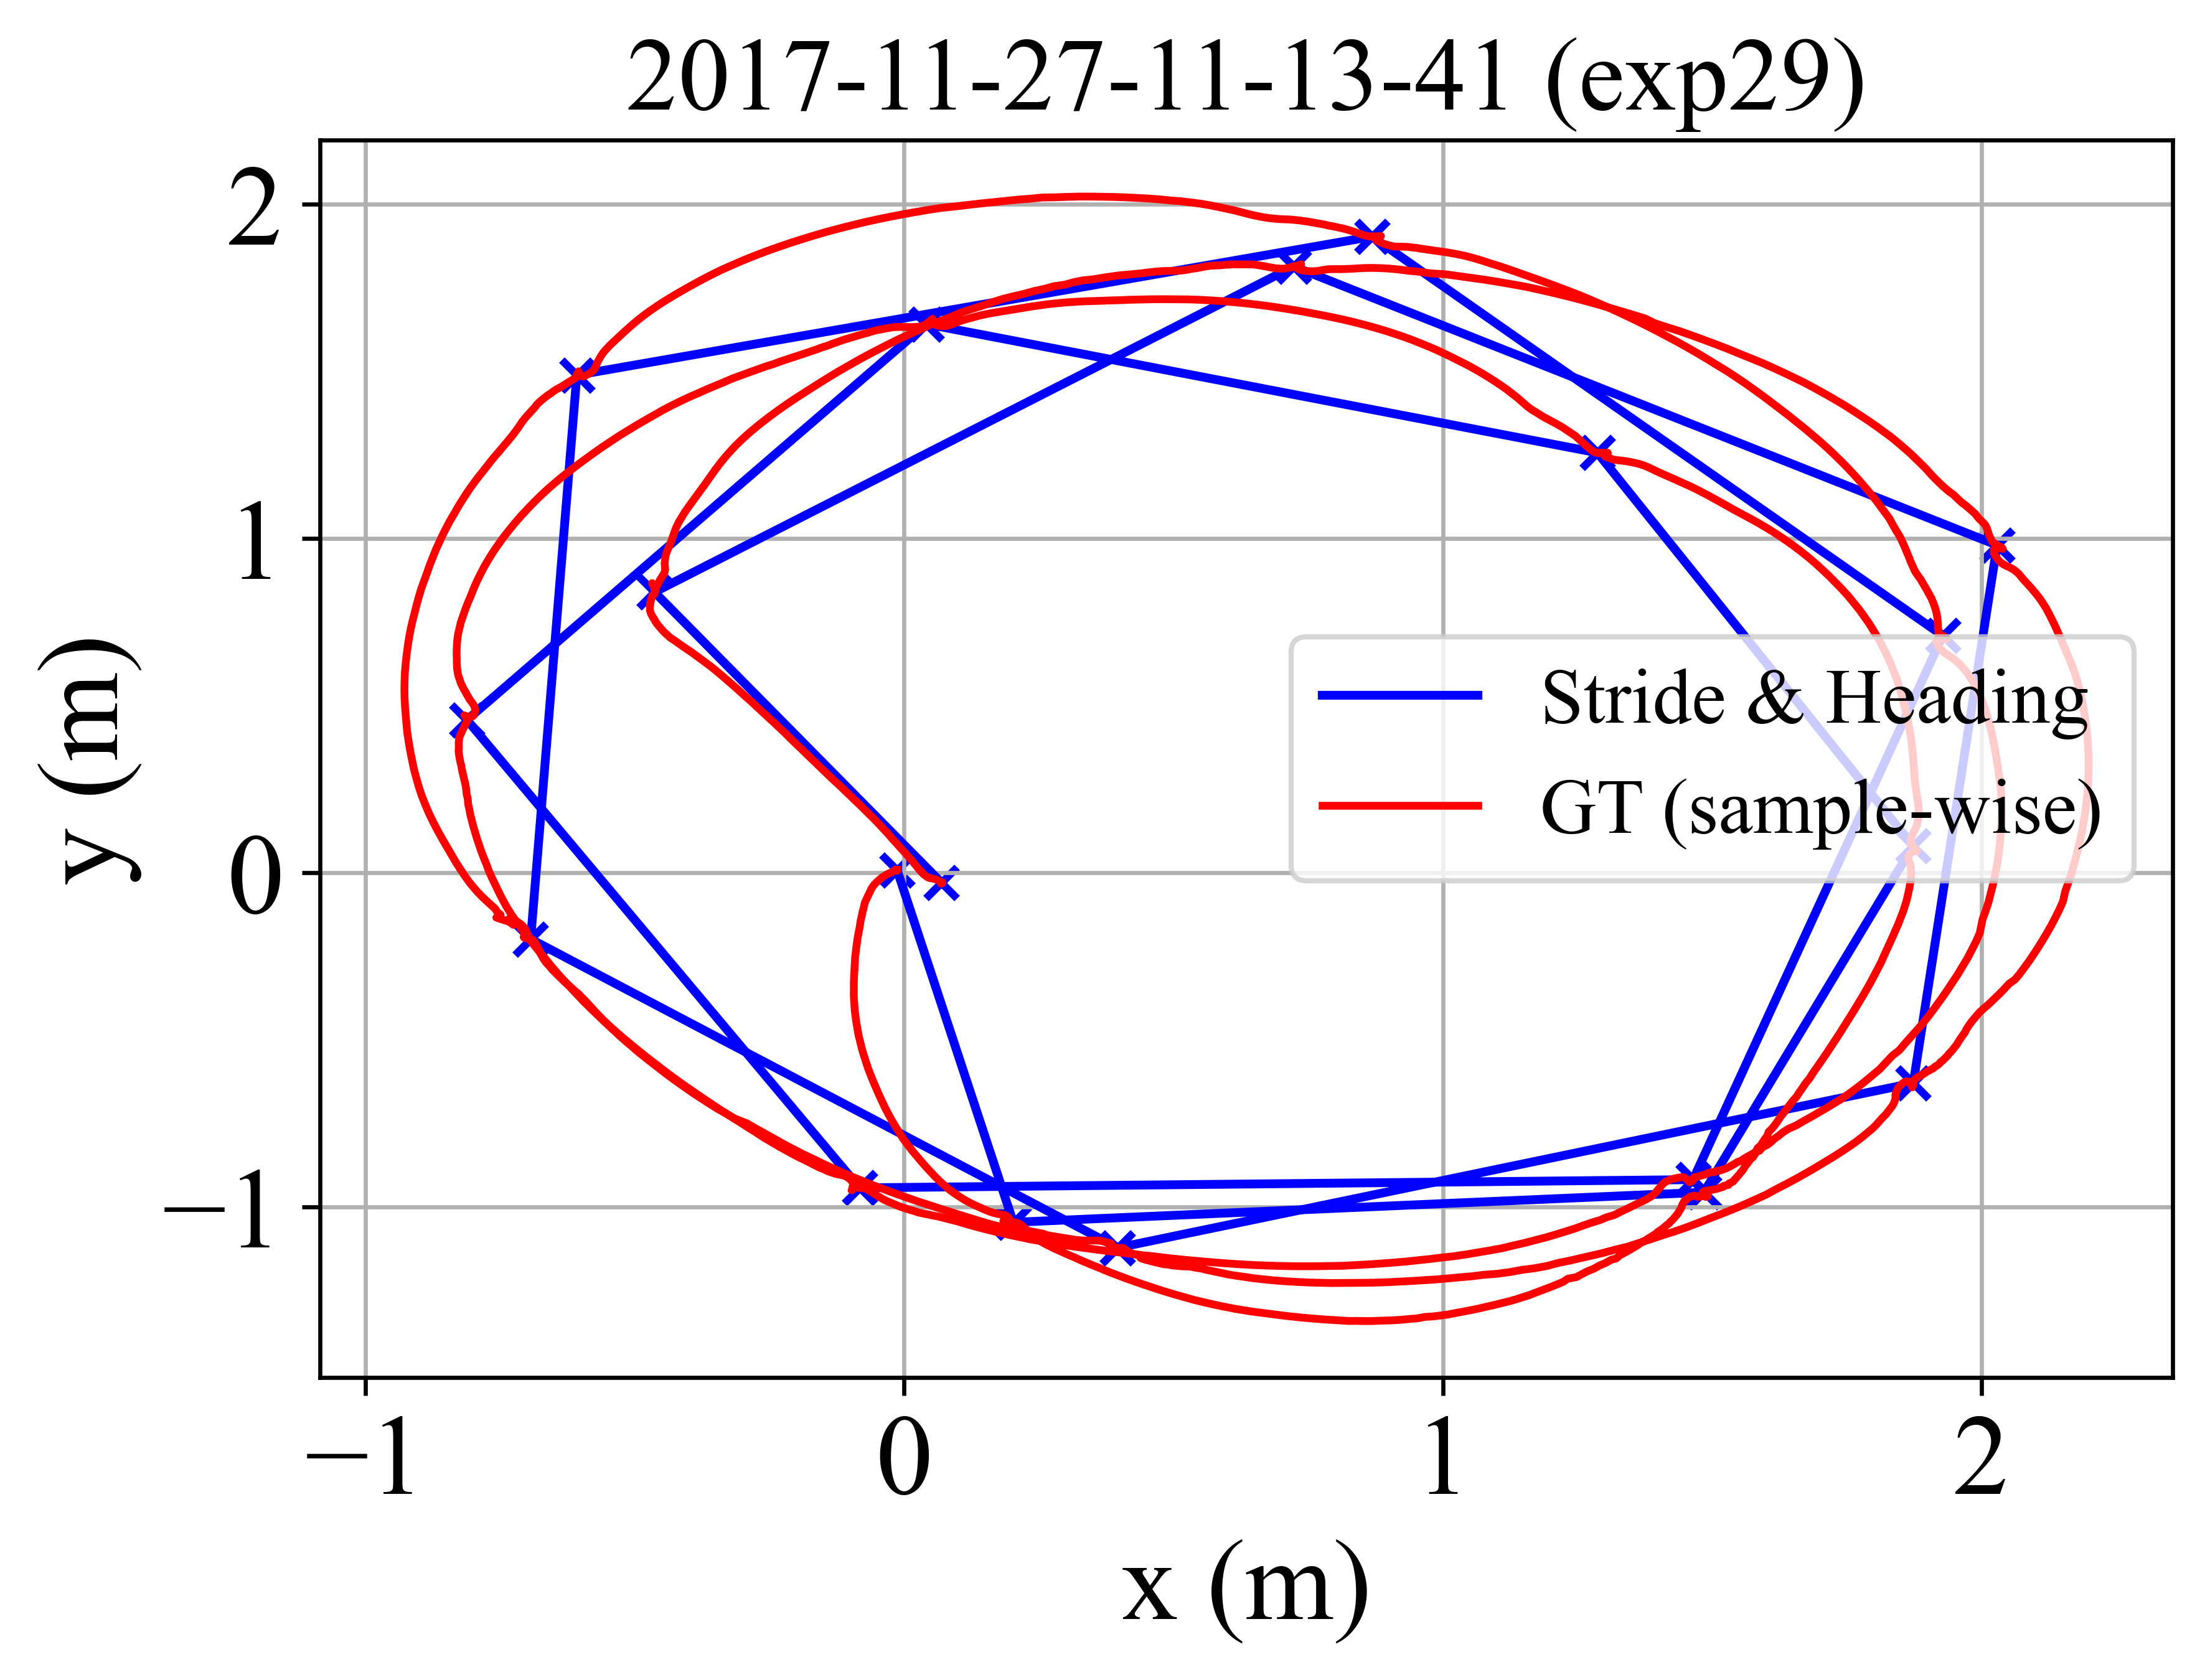 2017-11-27-11-13-41 (exp29)
2
1
0
−1
y (m)
Stride & Heading
GT (sample-wise)
−1
0
1
2
x (m)